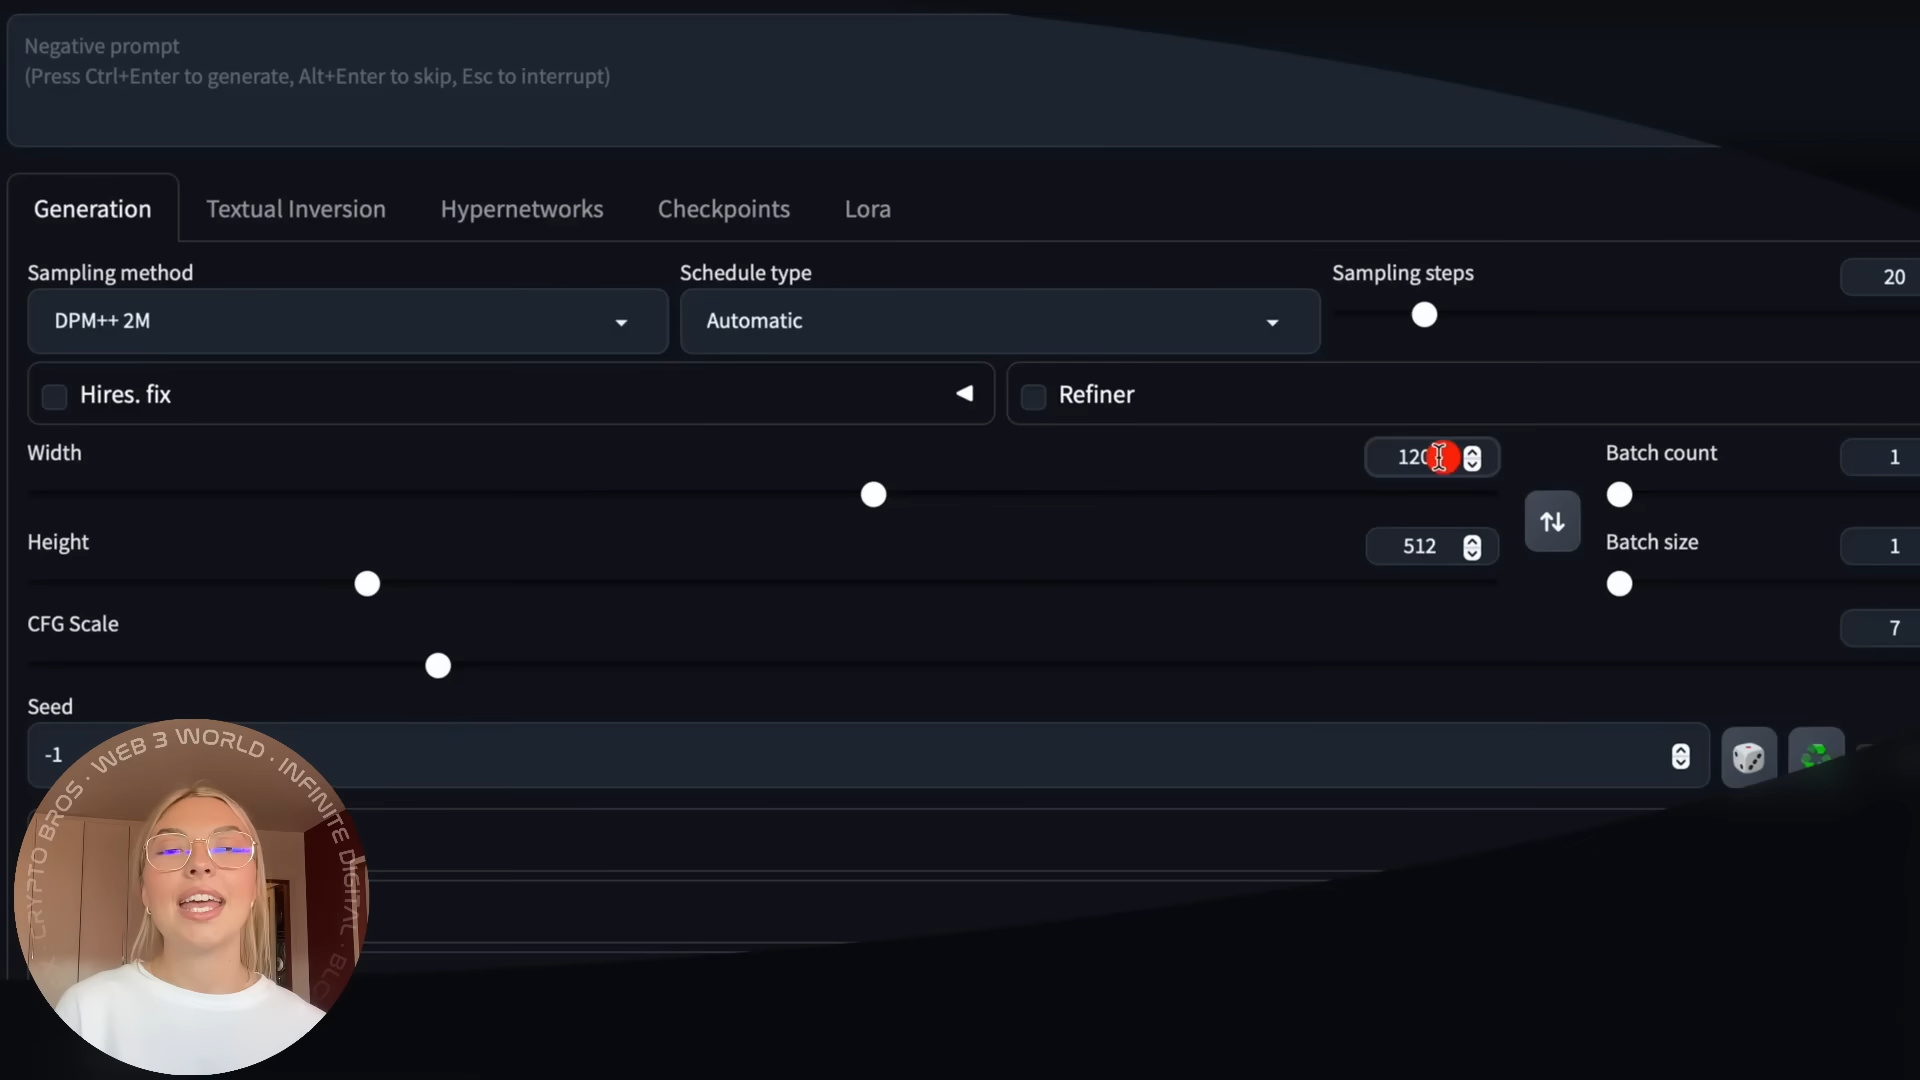 Negative prompt
(Press Ctrl+Enter to generate, Alt+Enter to skip, Esc to interrupt)
Generation Textual Inversion Hypernetworks Checkpoints Lora
Sampling method Schedule type Sampling steps 20
DPM++ 2M Automatic
Hires. fix Refiner
Width Batch count 1
Height 512 Batch size 1
CFG Scale 7
Seed
-1
CRYPTO BROS · WEB 3 WORLD · INFINITE DIGITAL ·